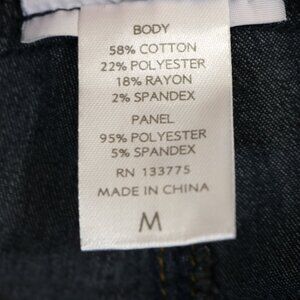 BODY
58% COTTON
22% POLYESTER
18% RAYON
2% SPANDEX
PANEL
95% POLYESTER
5% SPANDEX
RN 133775
MADE IN CHINA
M